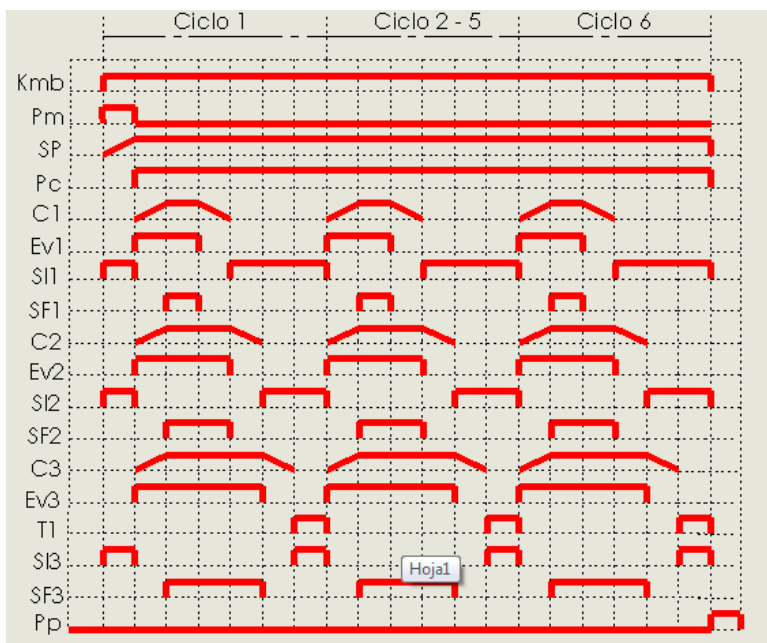 Ciclo 1 Ciclo 2 - 5 Ciclo 6
Kmb
Pm
SP
Pc
C1
Ev1
SI1
SF1
C2
Ev2
SI2
SF2
C3
Ev3
T1
SI3
Hoja1
SF3
Pp